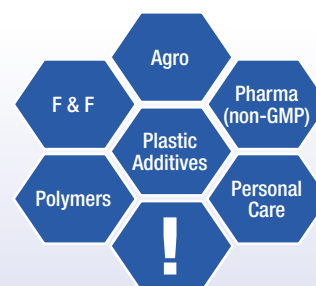 Agro
F & F
Pharma
(non-GMP)
Plastic
Additives
Polymers
Personal
Care
!